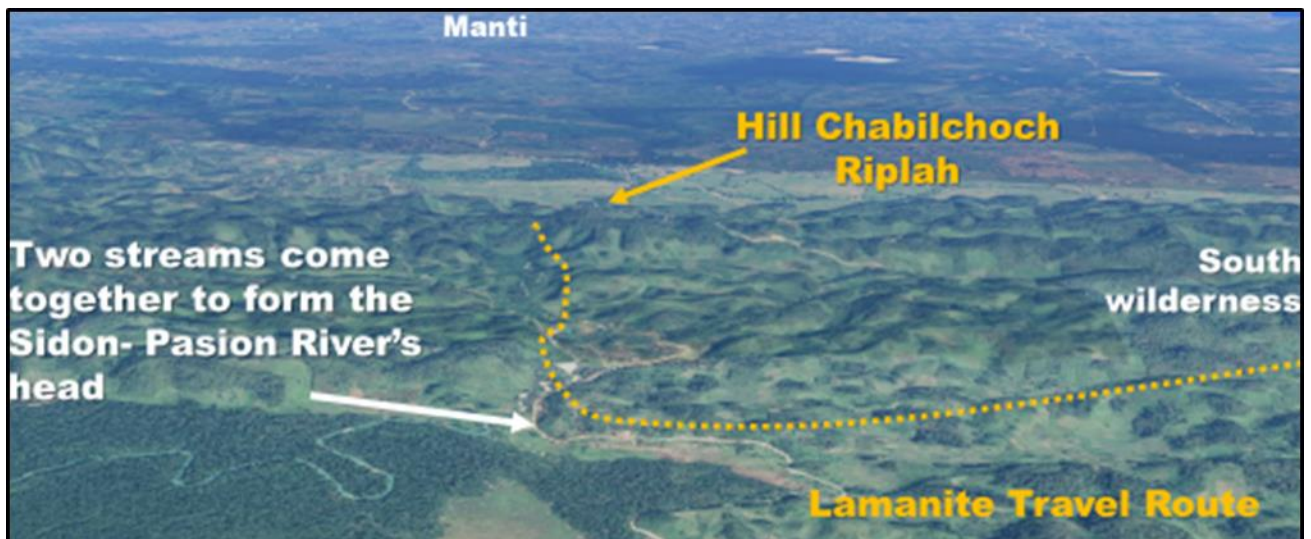 Manti
Hill Chabilchoch
Riplah
Two streams come
together to form the
Sidon- Pasion River's
head
South
wilderness
Lamanite Travel Route